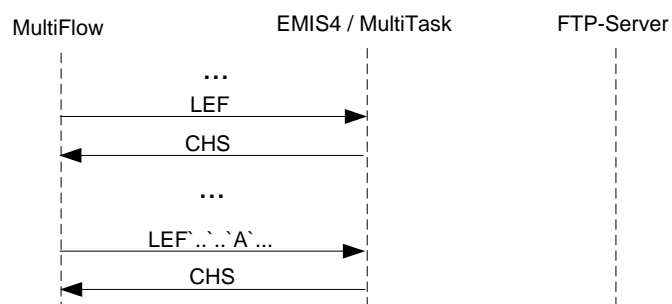 MultiFlow EMIS4 / MultiTask FTP-Server
...
LEF
CHS
...
LEF`..`..`A`...
CHS